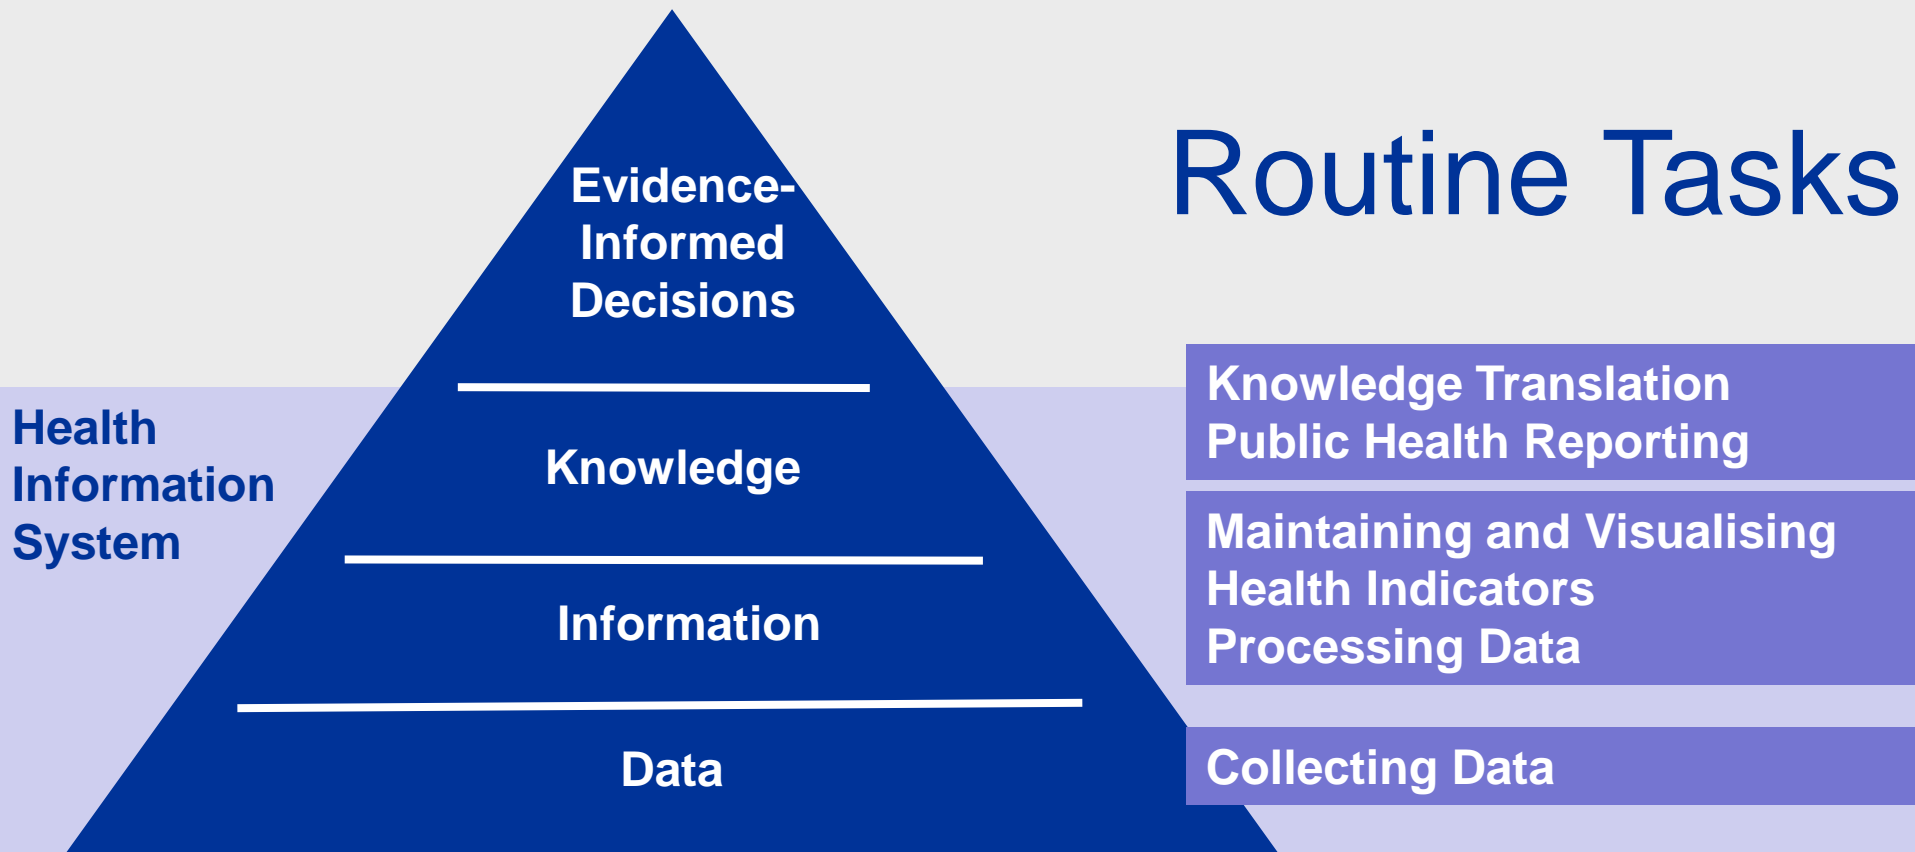 Routine Tasks
Evidence-
Informed
Decisions
Health
Information
System
Knowledge
Information
Data
Knowledge Translation
Public Health Reporting
Maintaining and Visualising
Health Indicators
Processing Data
Collecting Data